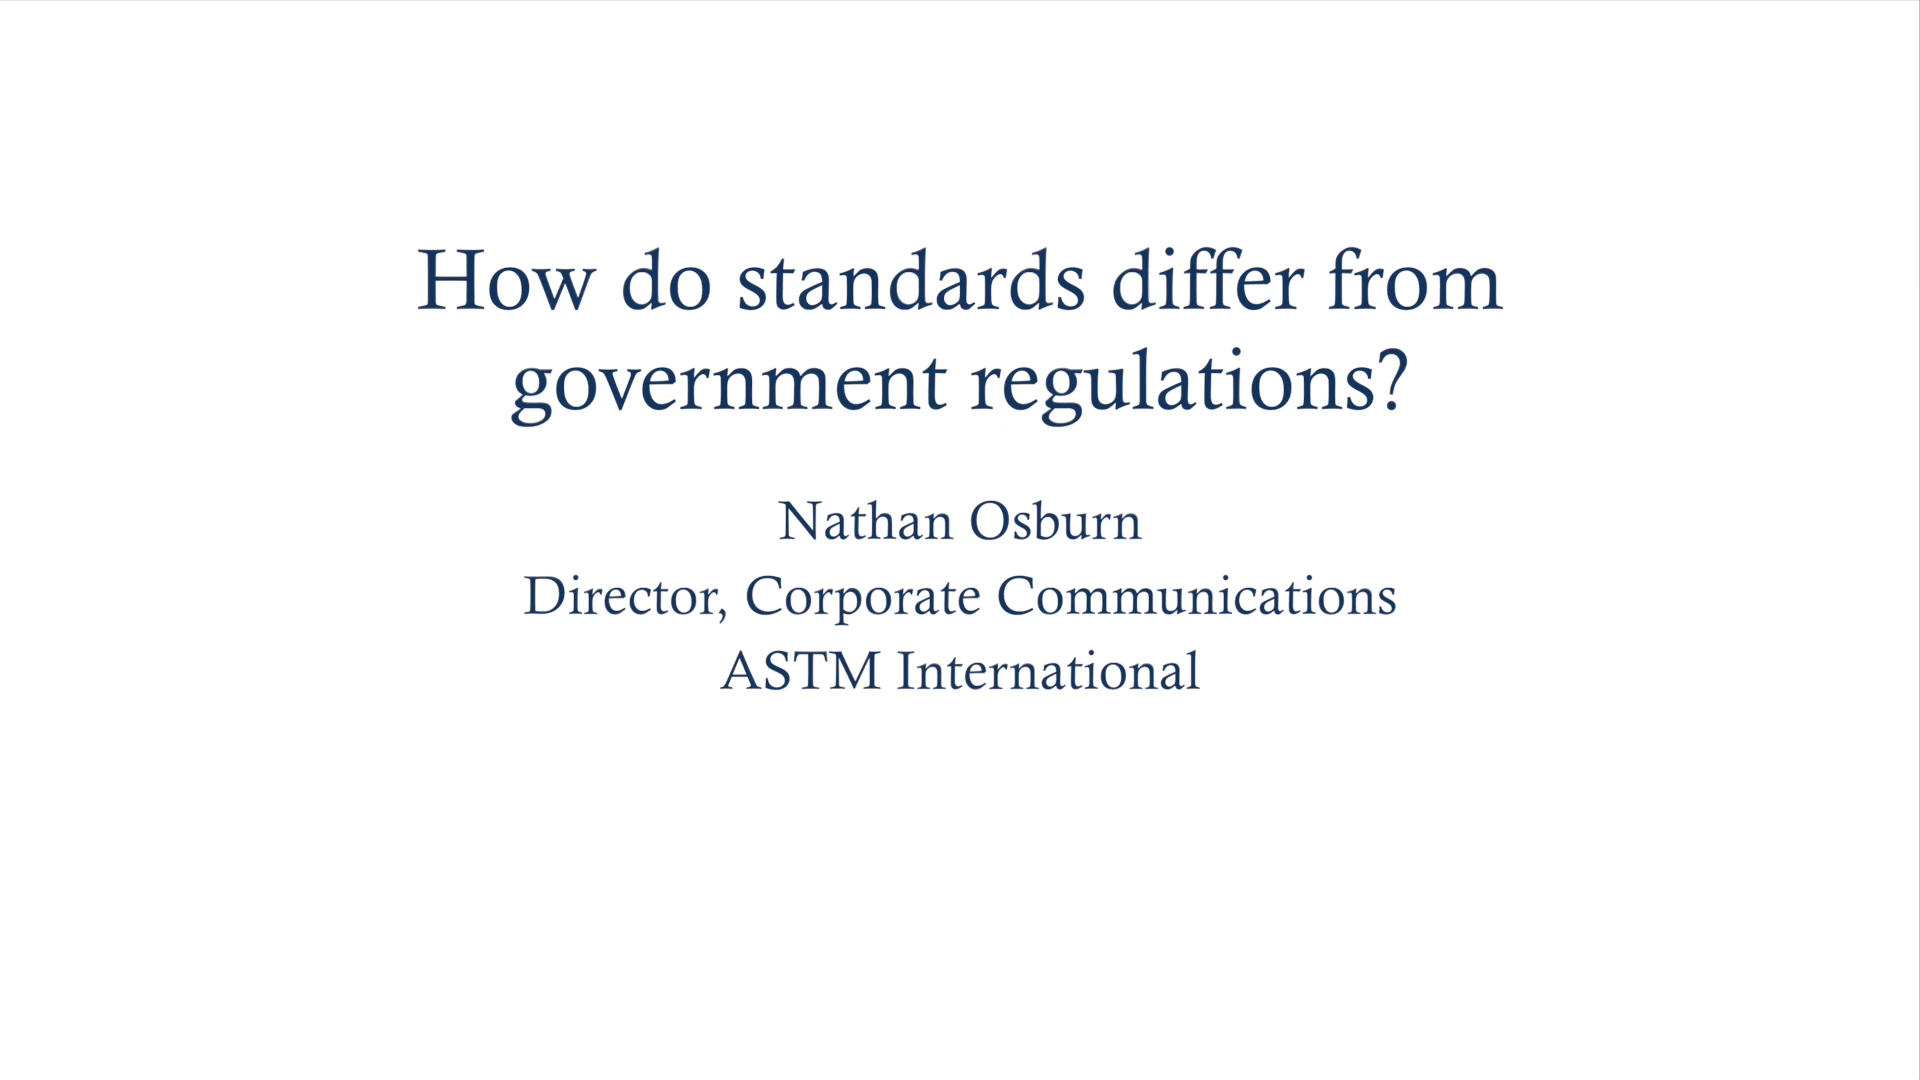 How do standards differ from
government regulations?
Nathan Osburn
Director, Corporate Communications
ASTM International